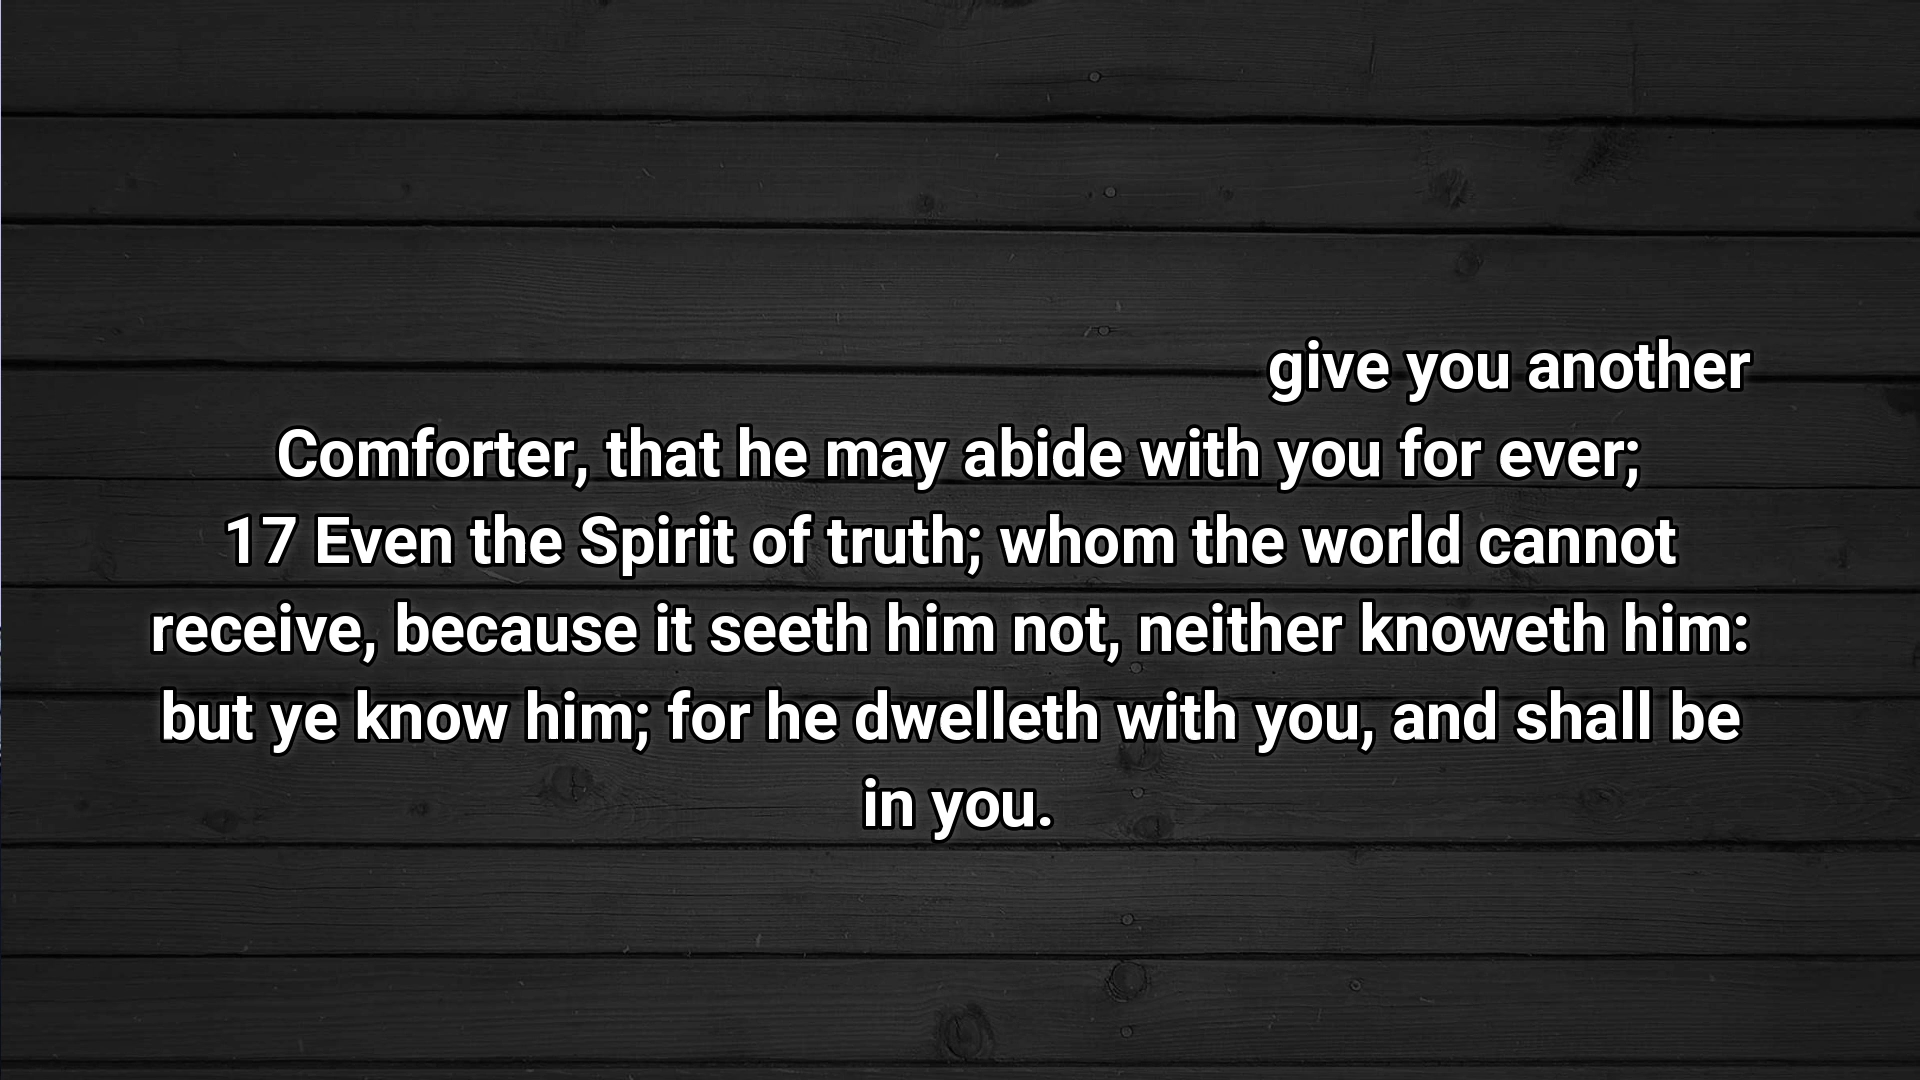 give you another
Comforter, that he may abide with you for ever;
17 Even the Spirit of truth; whom the world cannot
receive, because it seeth him not, neither knoweth him:
but ye know him; for he dwelleth with you, and shall be
in you.